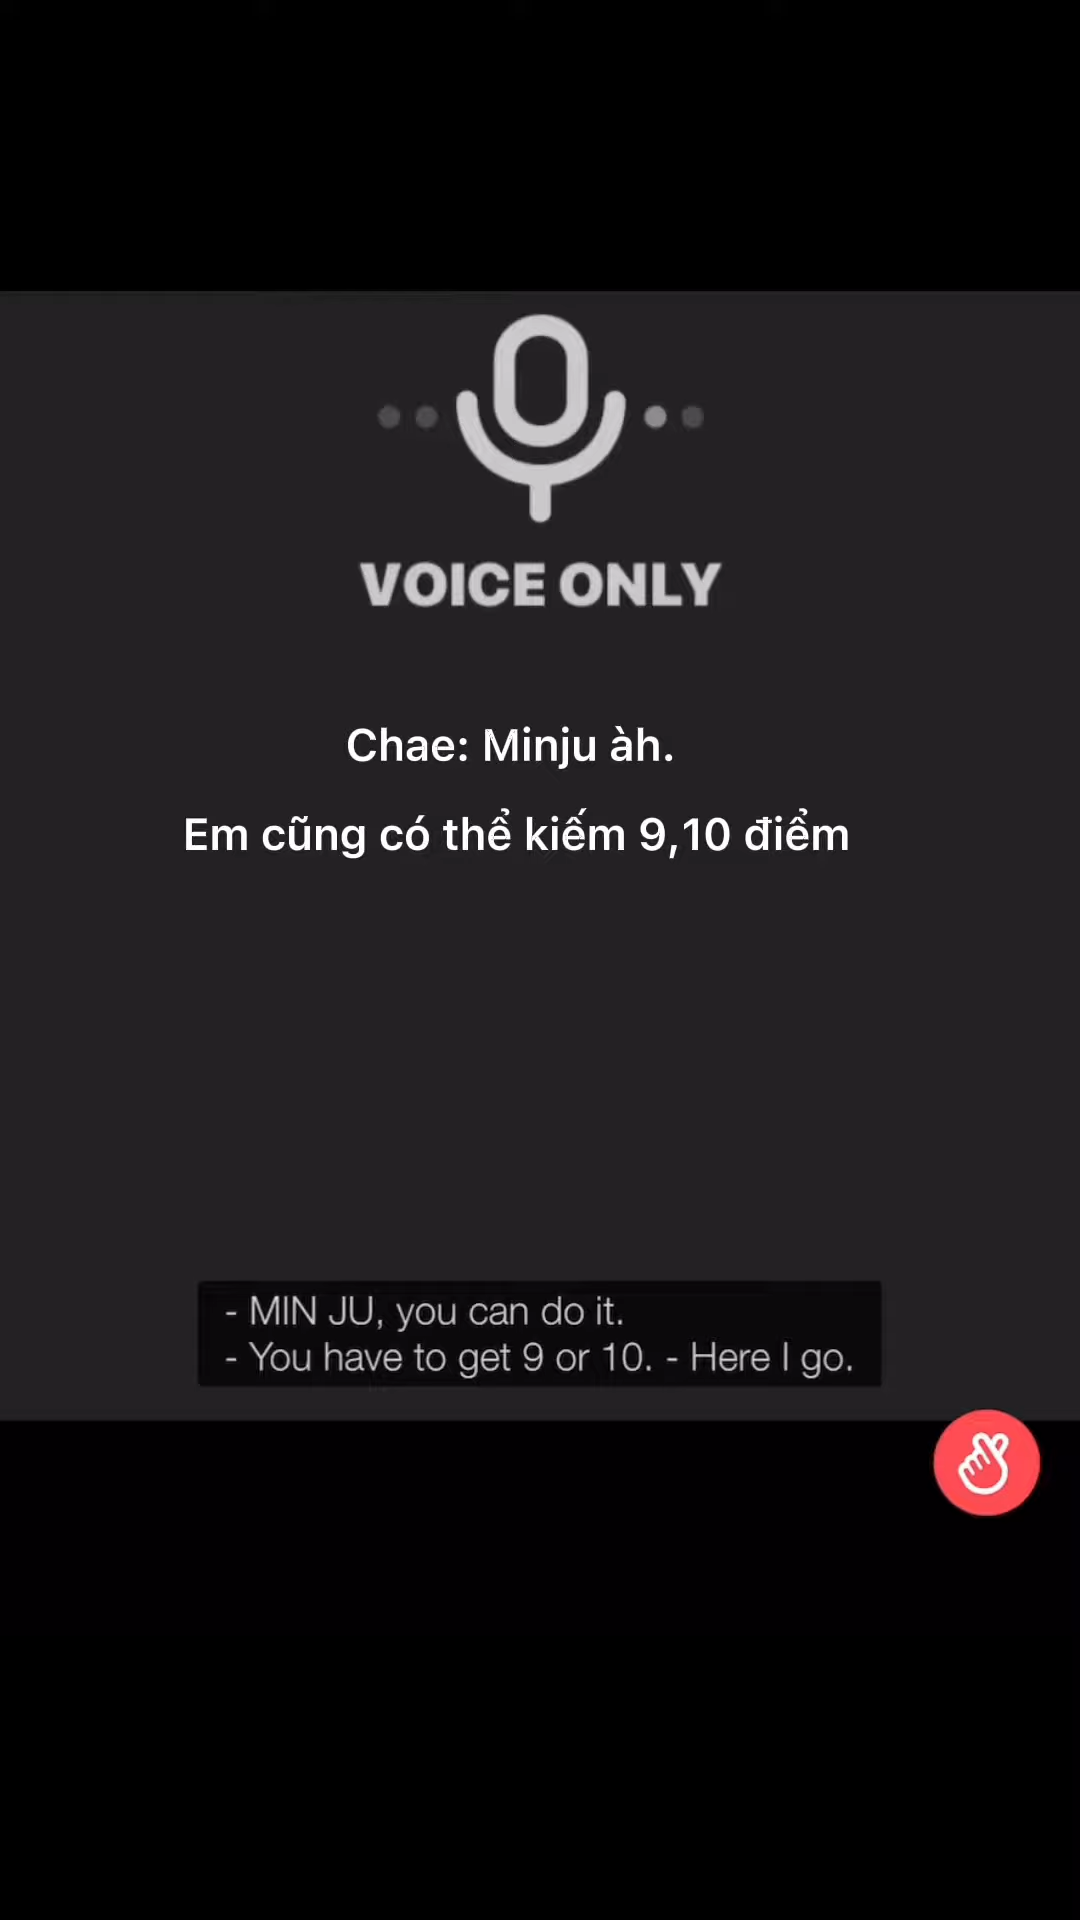 VOICE ONLY
Chae: Minju àh.
Em cũng có thể kiếm 9,10 điểm
- MIN JU, you can do it.
- You have to get 9 or 10. - Here I go.